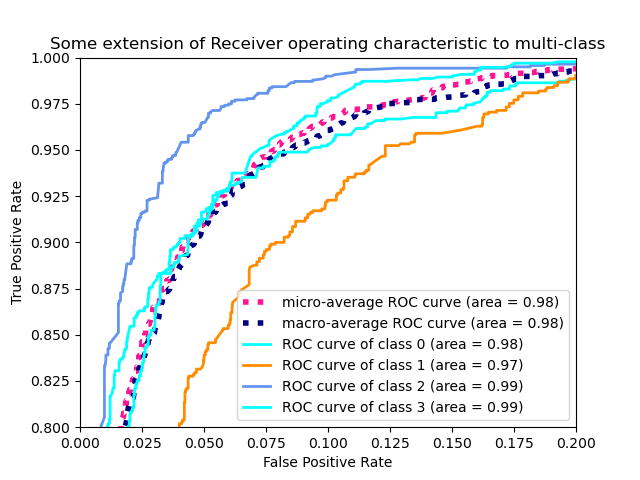 Some extension of Receiver operating characteristic to multi-class
1.000
0.975
0.950
0.925
0.900
0.875
0.850
0.825
0.800
True Positive Rate
micro-average ROC curve (area = 0.98)
macro-average ROC curve (area = 0.98)
ROC curve of class 0 (area = 0.98)
ROC curve of class 1 (area = 0.97)
ROC curve of class 2 (area = 0.99)
ROC curve of class 3 (area = 0.99)
0.000 0.025 0.050 0.075 0.100 0.125 0.150 0.175 0.200
False Positive Rate